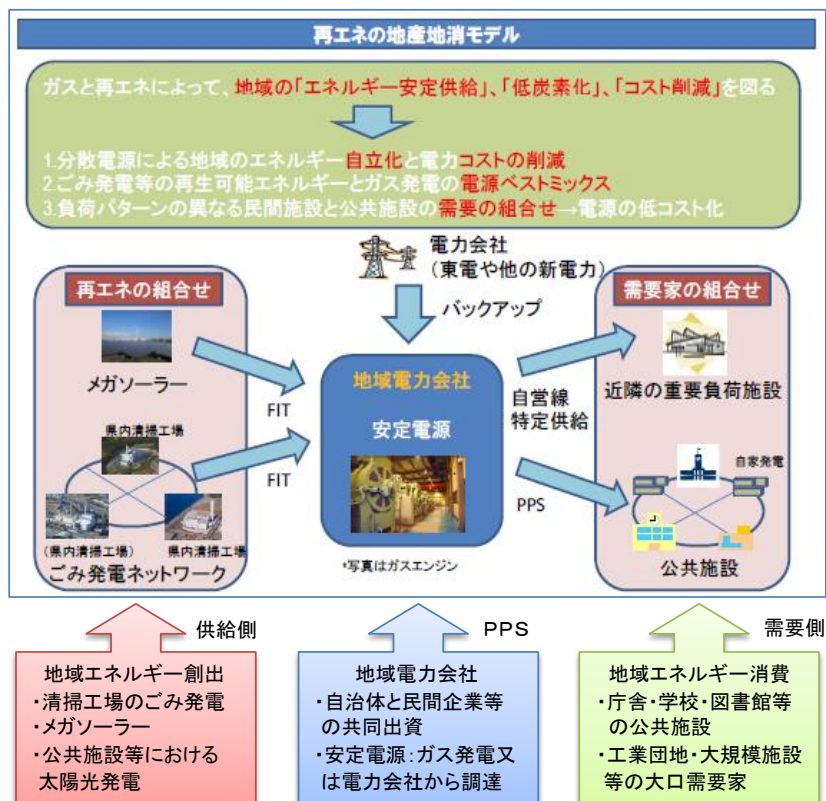 再エネの地産地消モデル
ガスと再エネによって、地域の「エネルギー安定供給」、「低炭素化」、「コスト削減」を図る
1.分散電源による地域のエネルギー自立化と電力コストの削減
2.ごみ発電等の再生可能エネルギーとガス発電の電源ベストミックス
3.負荷パターンの異なる民間施設と公共施設の需要の組合せ→電源の低コスト化
電力会社
(東電や他の新電力)
バックアップ
再エネの組合せ
メガソーラー
FIT
県内清掃工場
FIT
(県内清掃工場)
県内清掃工場
ごみ発電ネットワーク
地域電力会社
安定電源
*写真はガスエンジン
自営線
特定供給
PPS
需要家の組合せ
近隣の重要負荷施設
自家発電
公共施設
供給側
地域エネルギー創出
・清掃工場のごみ発電
・メガソーラー
・公共施設等における
太陽光発電
PPS
地域電力会社
・自治体と民間企業等
の共同出資
・安定電源：ガス発電又
は電力会社から調達
需要側
地域エネルギー消費
・庁舎・学校・図書館等
の公共施設
・工業団地・大規模施設
等の大口需要家